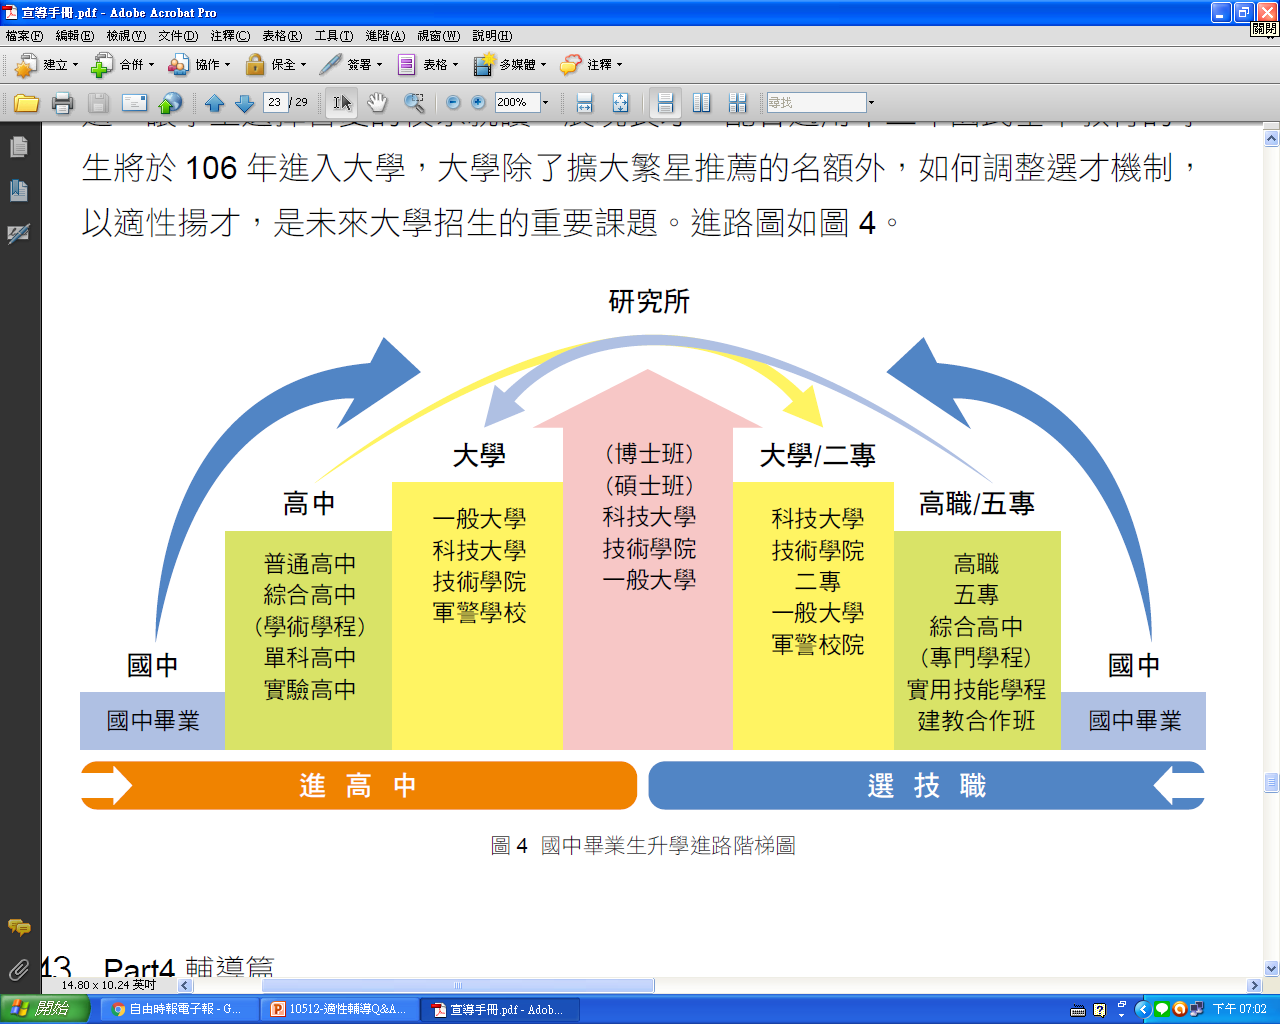 宣導手冊.pdf - Adobe Acrobat Pro
關閉
檔案(F) 編輯(E) 檢視(V) 文件(D) 注釋(C) 表格(R) 工具(T) 進階(A) 視窗(W) 說明(H)
建立 合併 協作 保全 簽署 表格 多媒體 注釋
23 / 29 200% 尋找
生將於 106 年進入大學，大學除了擴大繁星推薦的名額外，如何調整選才機制，
以適性揚才，是未來大學招生的重要課題。進路圖如圖 4。
研究所
大學
（博士班）
（碩士班）
科技大學
技術學院
一般大學
大學/二專
高中
高職/五專
一般大學
科技大學
技術學院
軍警學校
科技大學
技術學院
二專
一般大學
軍警校院
普通高中
綜合高中
（學術學程）
單科高中
實驗高中
高職
五專
綜合高中
（專門學程）
實用技能學程
建教合作班
國中
國中畢業
國中
國中畢業
進高中
選技職
圖 4 國中畢業生升學進路階梯圖
43 Part4 輔導篇
14.80 x 10.24 英吋
開始 自由時報電子報 - G... 10512-適性輔導Q&A... 宣導手冊.pdf - Adob... 下午 07:02